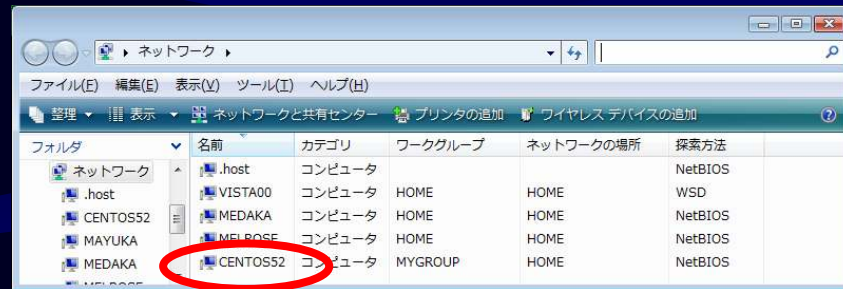 ネットワーク
ファイル(F) 編集(E) 表示(V) ツール(T) ヘルプ(H)
整理 表示 ネットワークと共有センター プリンタの追加 ワイヤレス デバイスの追加
フォルダ 名前 カテゴリ ワークグループ ネットワークの場所 探索方法
ネットワーク .host コンピュータ NetBIOS
.host VISTA00 コンピュータ HOME HOME WSD
CENTOS52 MEDAKA コンピュータ HOME HOME NetBIOS
MAYUKA MELROSE コンピュータ HOME HOME NetBIOS
MEDAKA CENTOS52 コンピュータ MYGROUP HOME NetBIOS
MELROSE